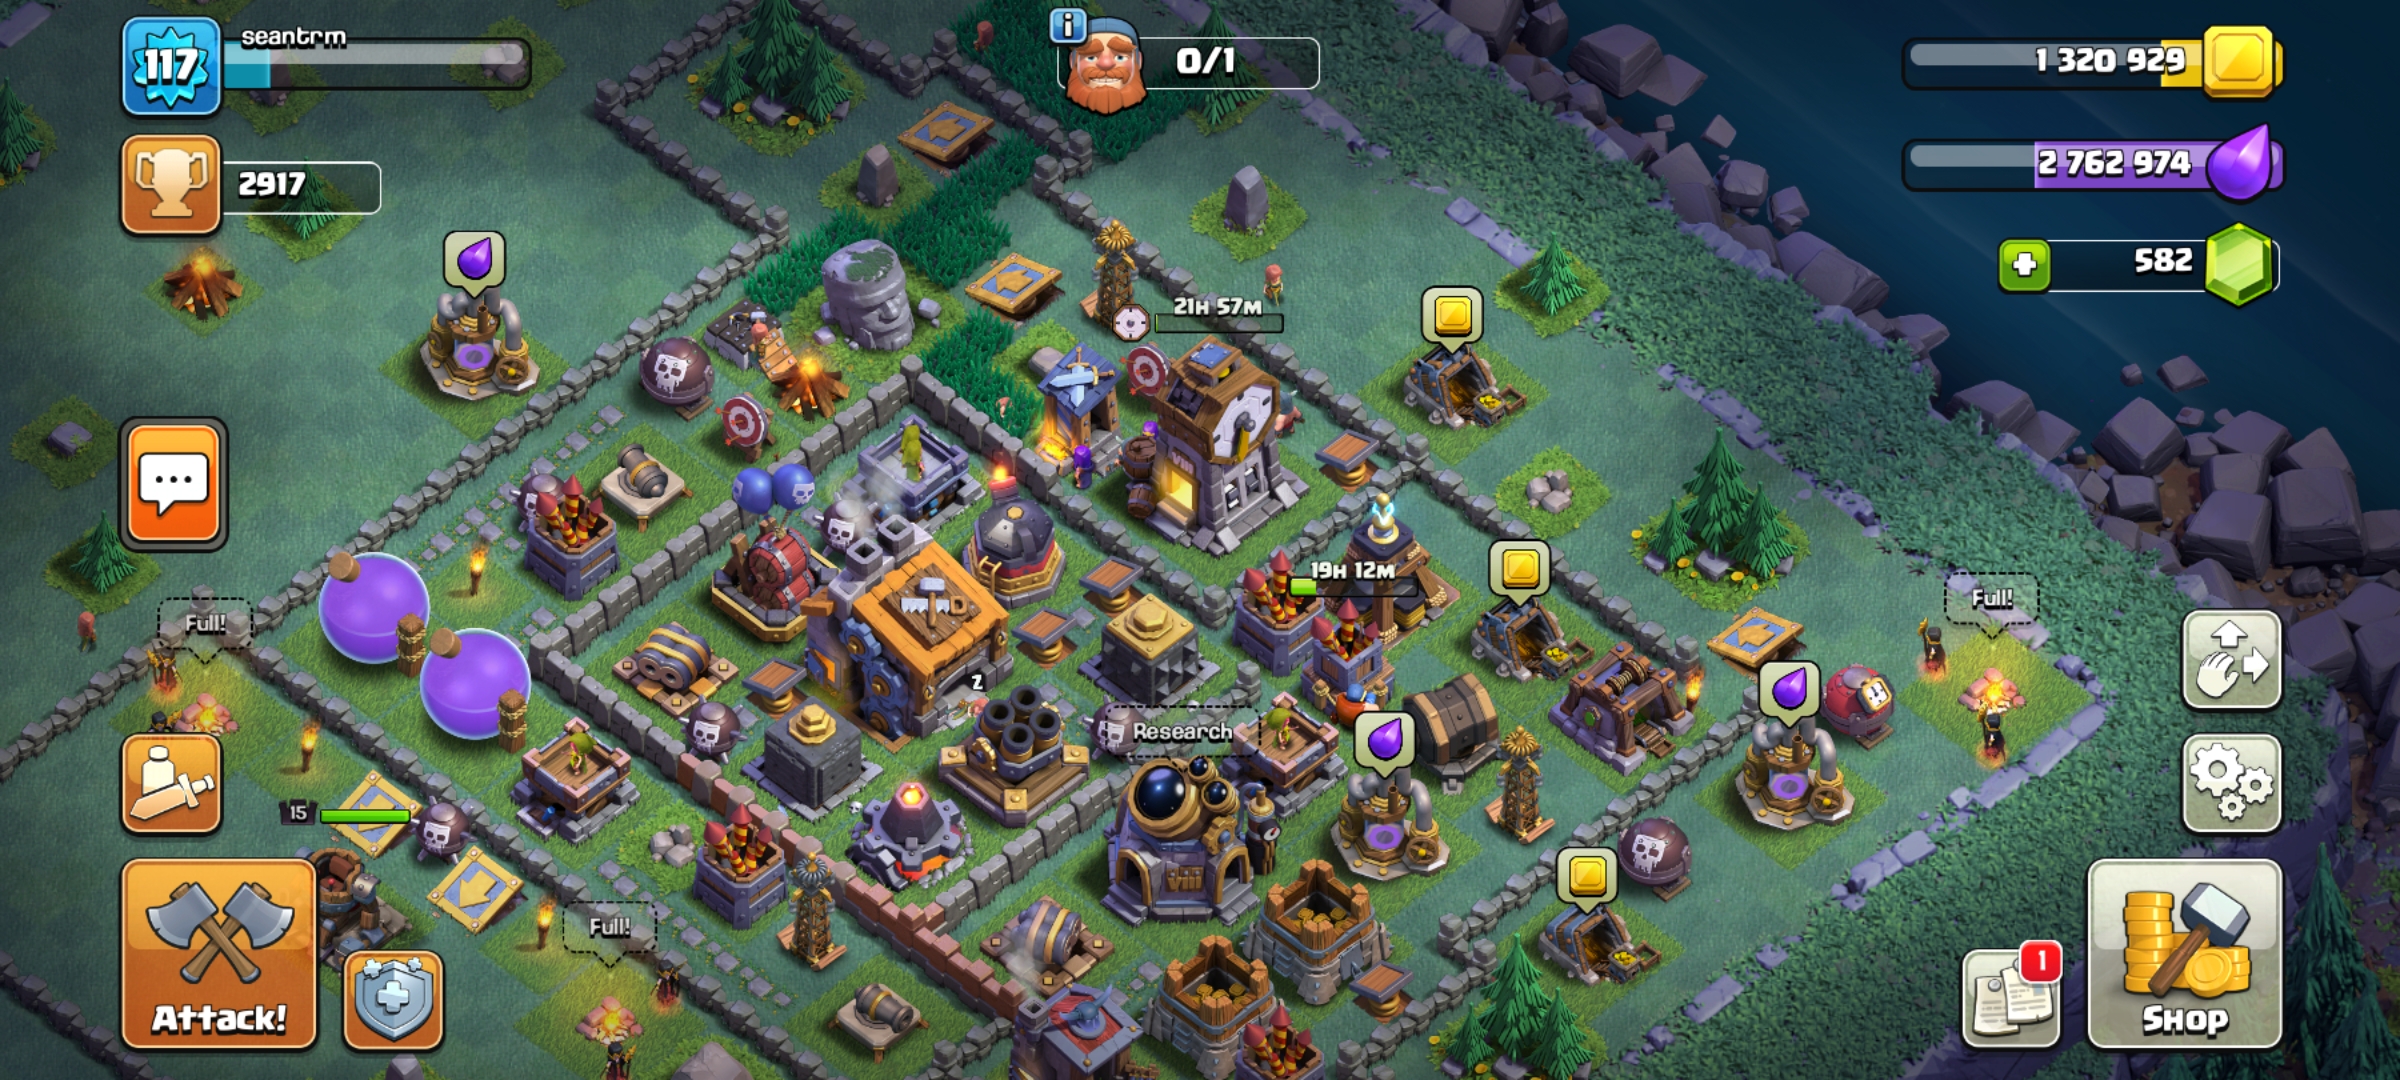 117
seantrm
i
0/1
1 320 929
2917
2 762 974
582
21H 57M
19H 12M
Full!
Full!
z
Research
15
Full!
Attack!
1
Shop